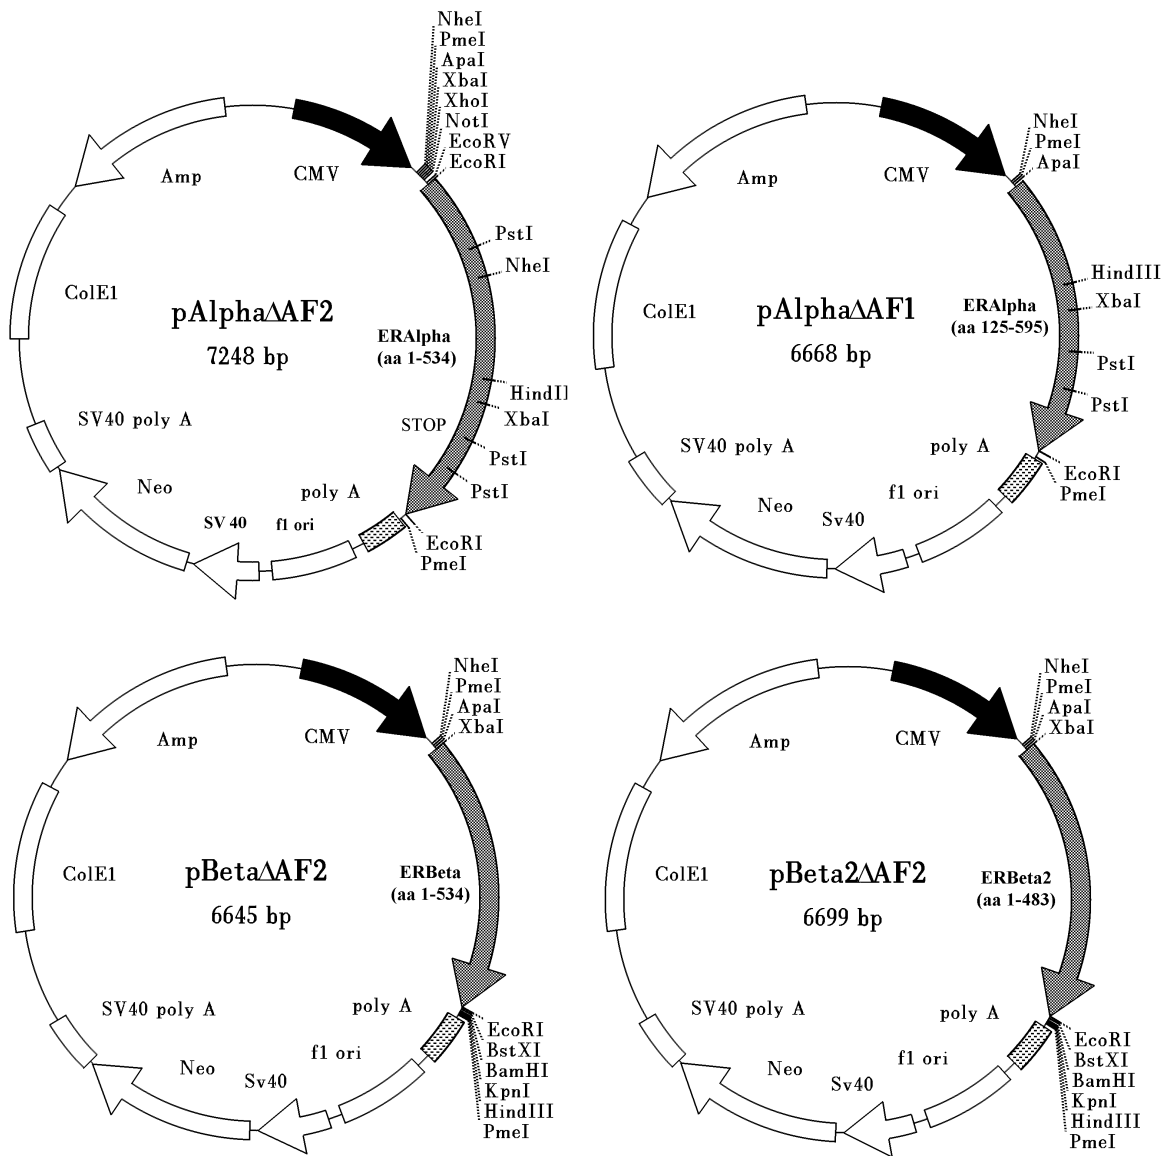 NheI
PmeI
ApaI
XbaI
XhoI
NotI
EcoRV
EcoRI
Amp
CMV
PstI
NheI
ColE1
pAlphaΔAF2
7248 bp
ERAlpha
(aa 1-534)
HindII
XbaI
STOP
SV40 poly A
PstI
PstI
Neo
poly A
SV 40
f1 ori
EcoRI
PmeI
NheI
PmeI
ApaI
Amp
CMV
HindIII
XbaI
ColE1
pAlphaΔAF1
6668 bp
ERAlpha
(aa 125-595)
PstI
PstI
SV40 poly A
poly A
EcoRI
PmeI
f1 ori
Neo
Sv40
NheI
PmeI
ApaI
XbaI
Amp
CMV
ColE1
pBetaΔAF2
6645 bp
ERBeta
(aa 1-534)
SV40 poly A
poly A
EcoRI
BstXI
BamHI
KpnI
HindIII
PmeI
f1 ori
Neo
Sv40
NheI
PmeI
ApaI
XbaI
Amp
CMV
ColE1
pBeta2ΔAF2
6699 bp
ERBeta2
(aa 1-483)
SV40 poly A
poly A
EcoRI
BstXI
BamHI
KpnI
HindIII
PmeI
f1 ori
Neo
Sv40